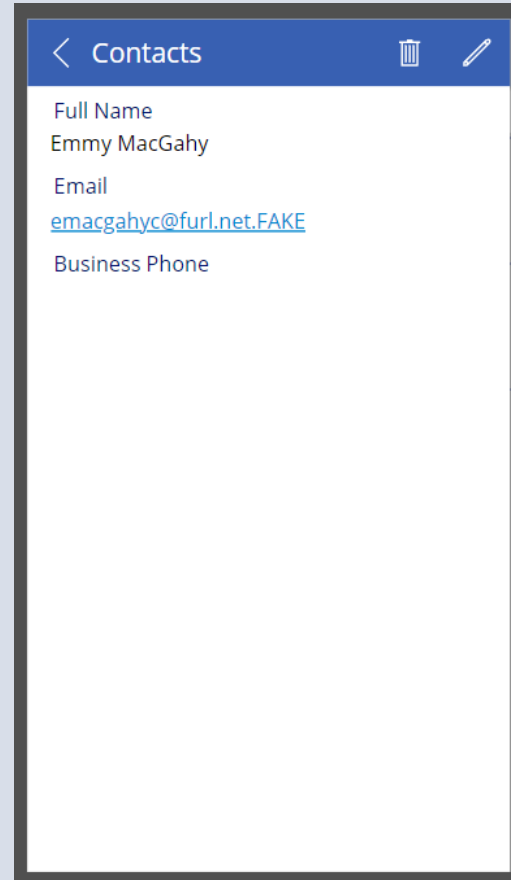 Contacts
Full Name
Emmy MacGahy
Email
emacgahyc@furl.net.FAKE
Business Phone